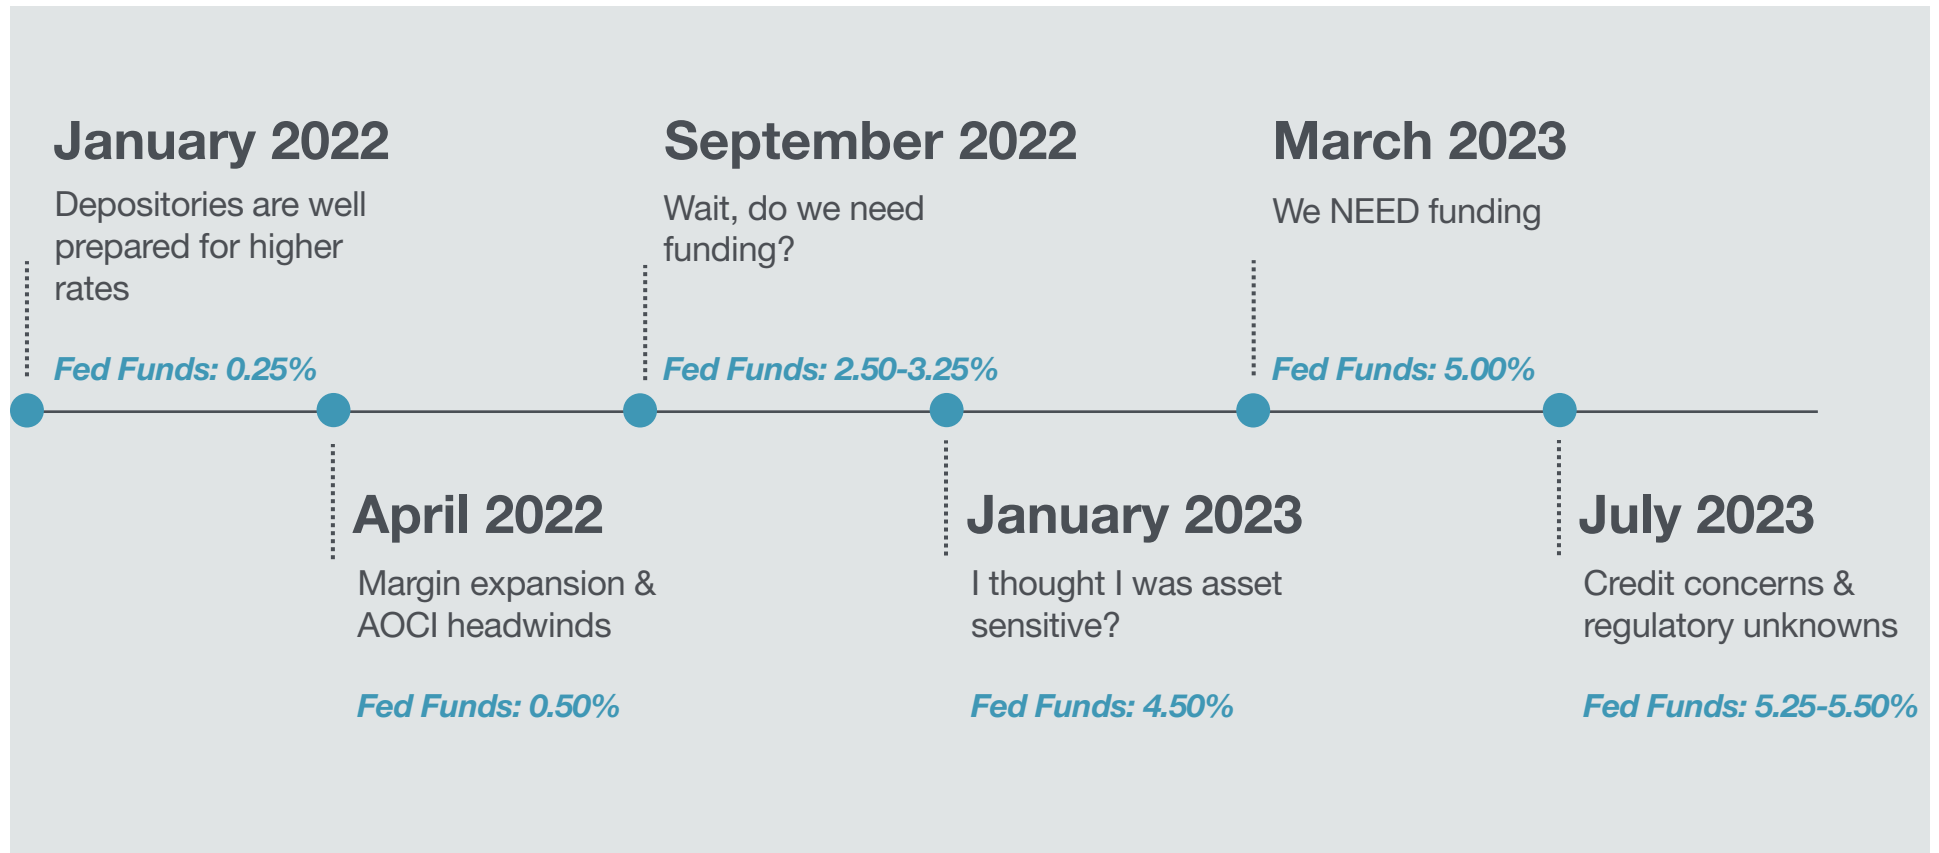 January 2022
Depositories are well
prepared for higher
rates
Fed Funds: 0.25%
April 2022
Margin expansion &
AOCI headwinds
Fed Funds: 0.50%
September 2022
Wait, do we need
funding?
Fed Funds: 2.50-3.25%
January 2023
I thought I was asset
sensitive?
Fed Funds: 4.50%
March 2023
We NEED funding
Fed Funds: 5.00%
July 2023
Credit concerns &
regulatory unknowns
Fed Funds: 5.25-5.50%